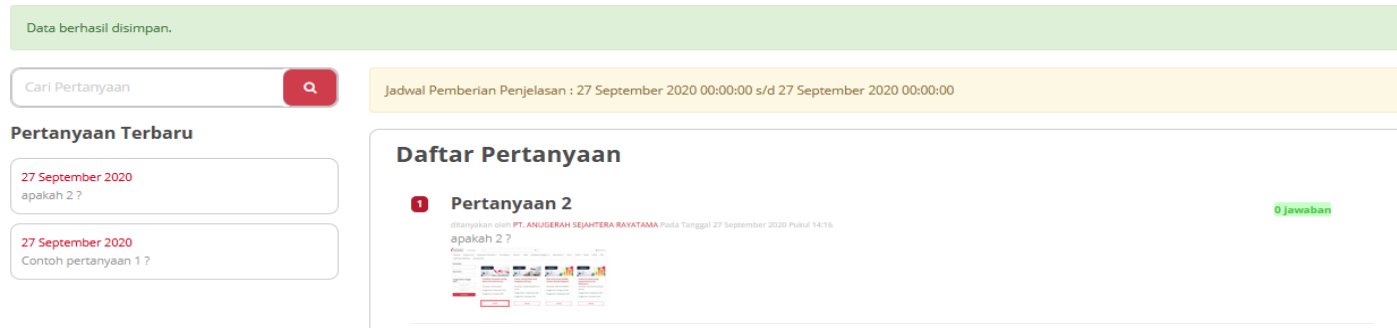 Data berhasil disimpan.
Cari Pertanyaan
Jadwal Pemberian Penjelasan : 27 September 2020 00:00:00 s/d 27 September 2020 00:00:00
Pertanyaan Terbaru
27 September 2020
apakah 2 ?
27 September 2020
Contoh pertanyaan 1 ?
Daftar Pertanyaan
1 Pertanyaan 2
0 jawaban
ditanyakan oleh PT. ANUGERAH SEJAHTERA RAYATAMA Pada Tanggal 27 September 2020 Pukul 14:16
apakah 2 ?